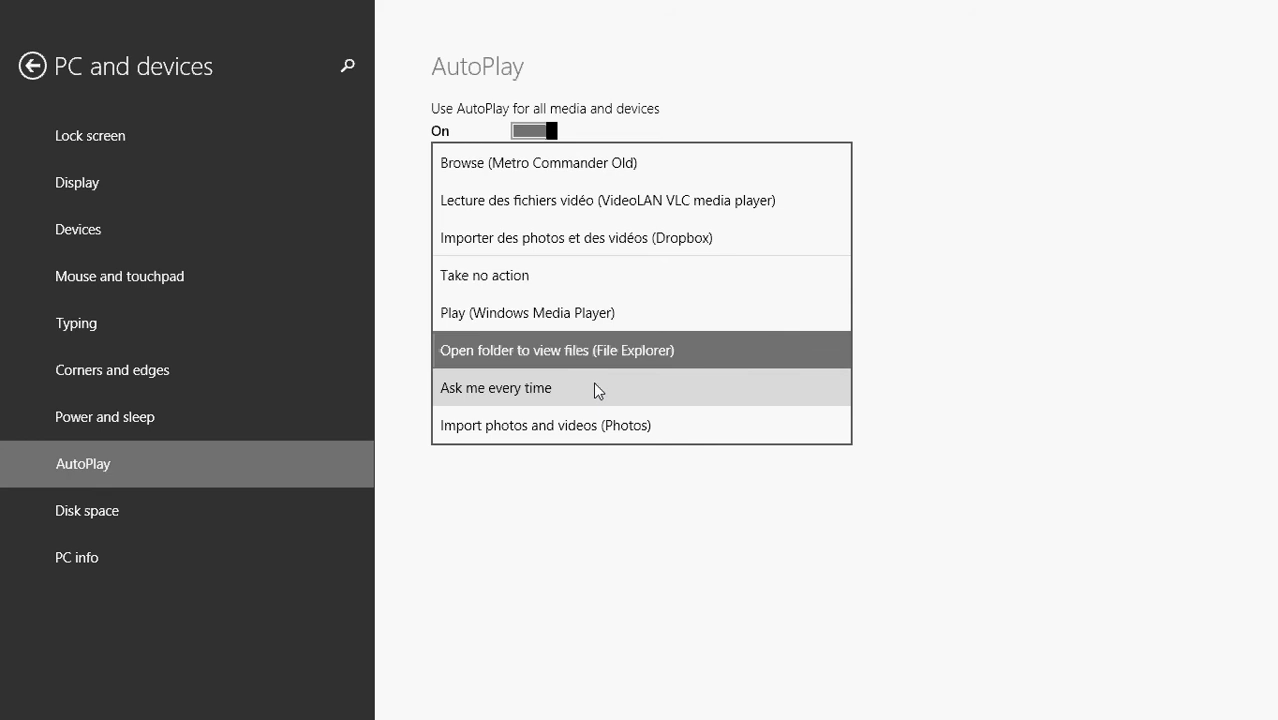 PC and devices
Lock screen
Display
Devices
Mouse and touchpad
Typing
Corners and edges
Power and sleep
AutoPlay
Disk space
PC info
AutoPlay
Use AutoPlay for all media and devices
On
Browse (Metro Commander Old)
Lecture des fichiers vidéo (VideoLAN VLC media player)
Importer des photos et des vidéos (Dropbox)
Take no action
Play (Windows Media Player)
Open folder to view files (File Explorer)
Ask me every time
Import photos and videos (Photos)